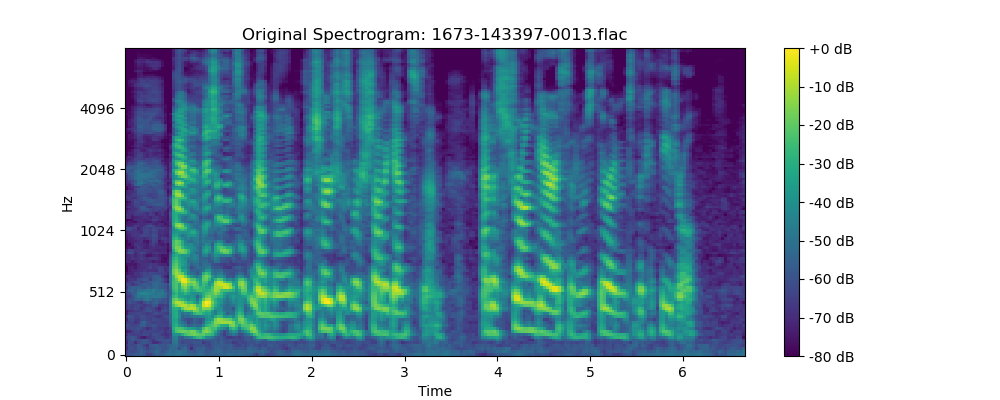 Original Spectrogram: 1673-143397-0013.flac
Hz
4096
2048
1024
512
0
0 1 2 3 4 5 6
Time
+0 dB
-10 dB
-20 dB
-30 dB
-40 dB
-50 dB
-60 dB
-70 dB
-80 dB